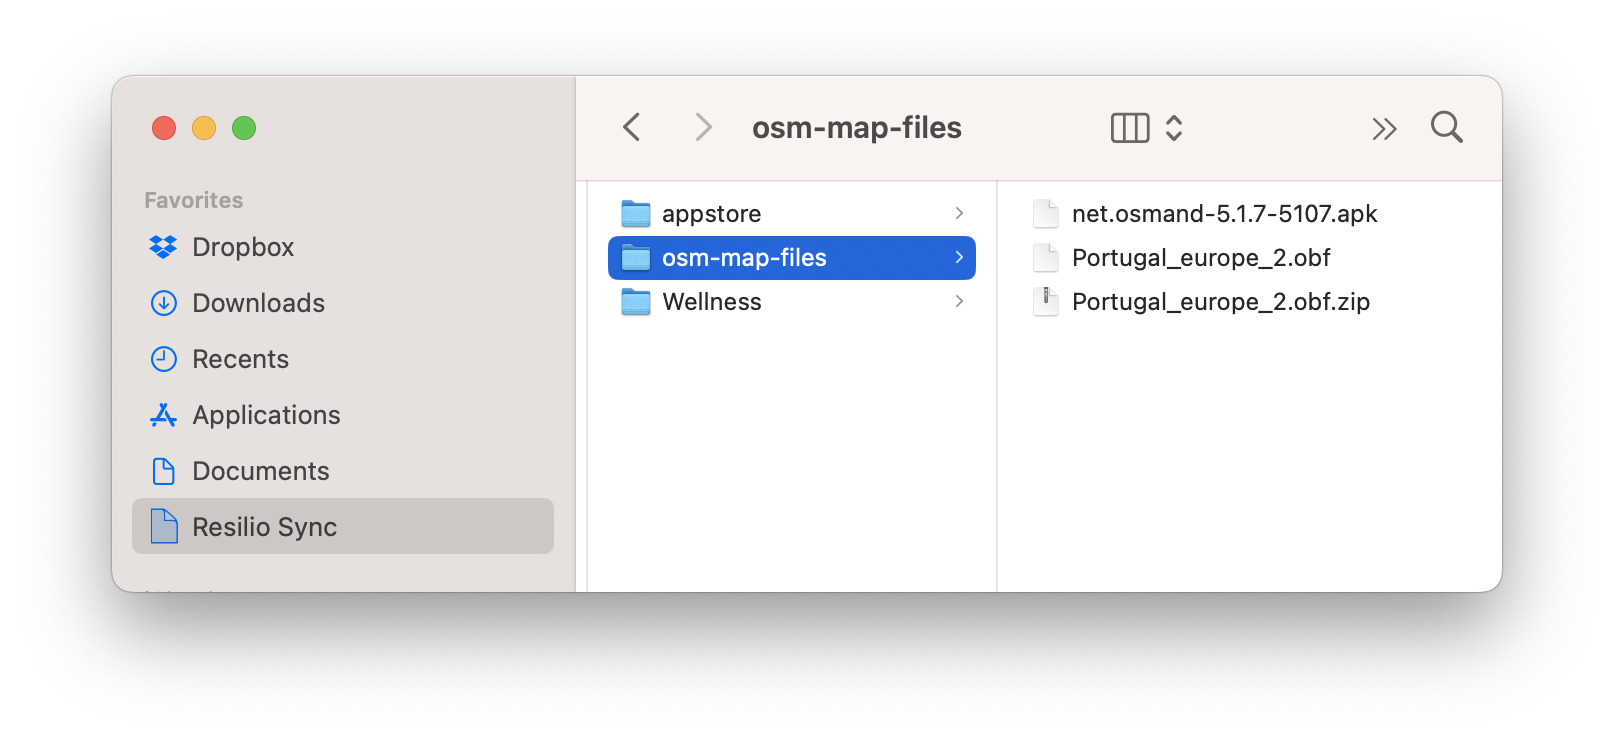 osm-map-files
Favorites
Dropbox
Downloads
Recents
Applications
Documents
Resilio Sync
appstore
osm-map-files
Wellness
net.osmand-5.1.7-5107.apk
Portugal_europe_2.obf
Portugal_europe_2.obf.zip